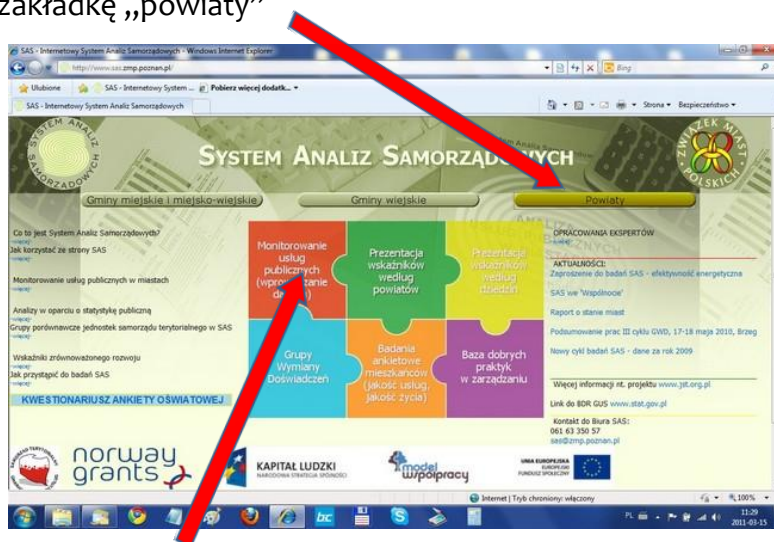 zakładkę „powiaty”
SAS - Internetowy System Analiz Samorządowych - Windows Internet Explorer
http://www.sas.zmp.poznan.pl/
Bing
Ulubione
SAS - Internetowy System ...
Pobierz więcej dodatk...
SAS - Internetowy System Analiz Samorządowych
Strona
Bezpieczeństwo
SYSTEM ANALIZ SAMORZĄDOWYCH
SYSTEM ANALIZ SAMORZĄDOWYCH
ZWIĄZEK MIAST POLSKICH
Gminy miejskie i miejsko-wiejskie
Gminy wiejskie
Powiaty
Co to jest System Analiz Samorządowych?
Jak korzystać ze strony SAS
Monitorowanie usług publicznych w miastach
Analizy w oparciu o statystykę publiczną
Grupy porównawcze jednostek samorządu terytorialnego w SAS
Wskaźniki zrównoważonego rozwoju
Jak przystąpić do badań SAS
KWESTIONARIUSZ ANKIETY OŚWIATOWEJ
Monitorowanie
usług
publicznych
(wprowadzanie
Prezentacja
wskaźników
według
powiatów
Prezentacja
wskaźników
według
dziedzin
Grupy
Wymiany
Doświadczeń
Badania
ankietowe
mieszkańców
(jakość usług,
jakość życia)
Baza dobrych
praktyk
w zarządzaniu
OPRACOWANIA EKSPERTÓW
AKTUALNOŚCI:
Zaproszenie do badań SAS - efektywność energetyczna
SAS we 'Wspólnocie'
Raport o stanie miast
Podsumowanie prac III cyklu GWD, 17-18 maja 2010, Brzeg
Nowy cykl badań SAS - dane za rok 2009
Więcej informacji nt. projektu www.jst.org.pl
Link do BDR GUS www.stat.gov.pl
Kontakt do Biura SAS:
061 63 350 57
sas@zmp.poznan.pl
norway
grants
KAPITAŁ LUDZKI
NARODOWA STRATEGIA SPÓJNOŚCI
model
współpracy
UNIA EUROPEJSKA
EUROPEJSKI
FUNDUSZ SPOŁECZNY
Internet | Tryb chroniony: włączony
100%
PL
11:29
2011-03-15